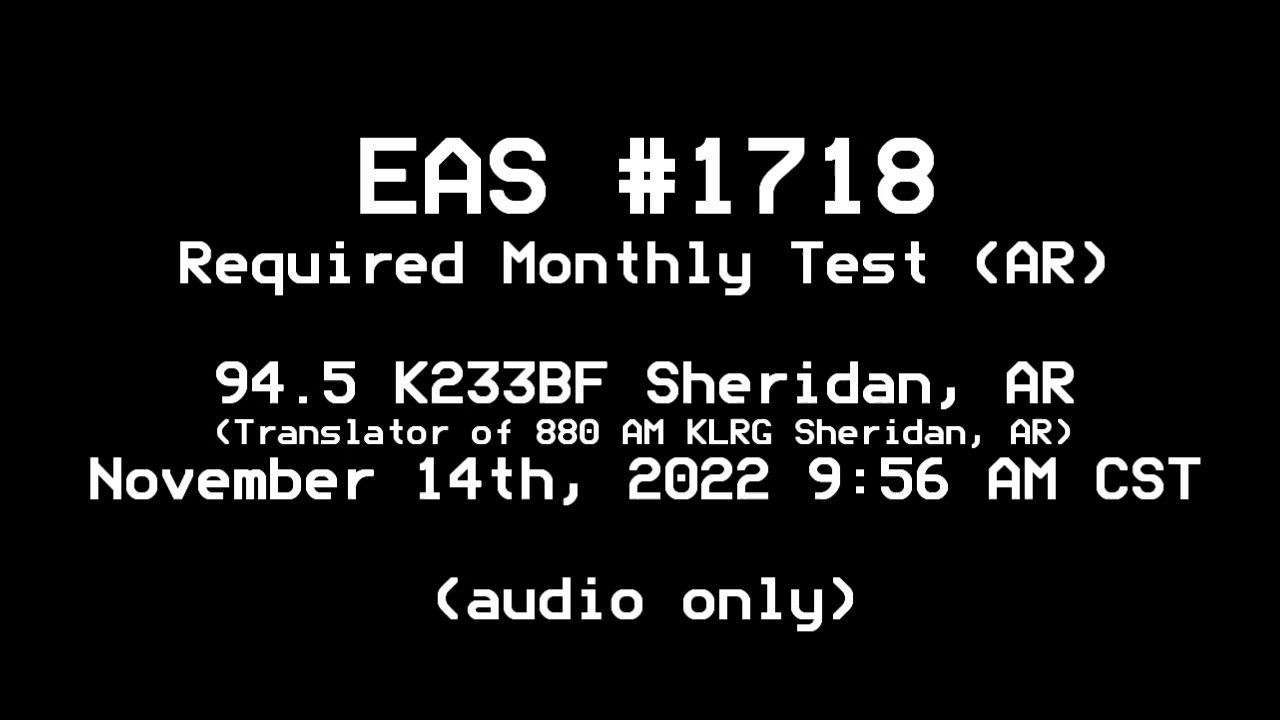 EAS #1718
Required Monthly Test (AR)
94.5 K233BF Sheridan, AR
(Translator of 880 AM KLRG Sheridan, AR)
November 14th, 2022 9:56 AM CST
(audio only)